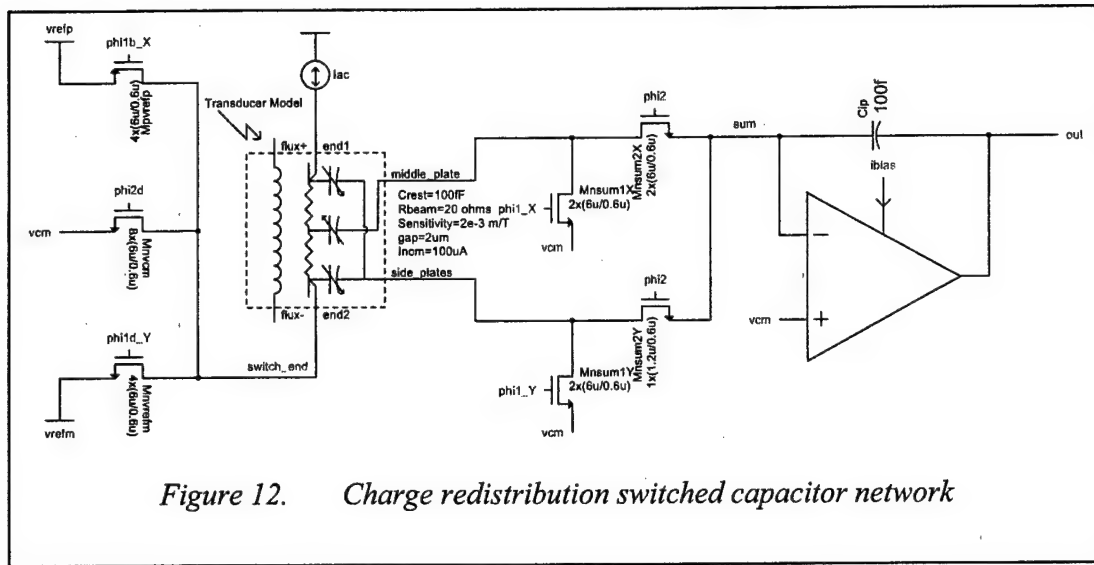 vrefp
phi1b_X
Mpvrefp
4x(6u/0.6u)
phi2d
vcm
Mnvcm
8x(6u/0.6u)
phi1d_Y
Mnvrefm
4x(6u/0.6u)
vrefm
switch_end
Iac
Transducer Model
flux+
end1
flux-
end2
middle_plate
Crest=100fF
Rbeam=20 ohms
Sensitivity=2e-3 m/T
gap=2um
Inom=100uA
side_plates
phi1_X
Mnsum1X
2x(6u/0.6u)
vcm
phi2
Mnsum2X
2x(6u/0.6u)
phi2
Mnsum2Y
1x(1.2u/0.6u)
phi1_Y
Mnsum1Y
2x(6u/0.6u)
vcm
sum
Cip
100f
ibias
out
−
vcm
+
Figure 12. Charge redistribution switched capacitor network